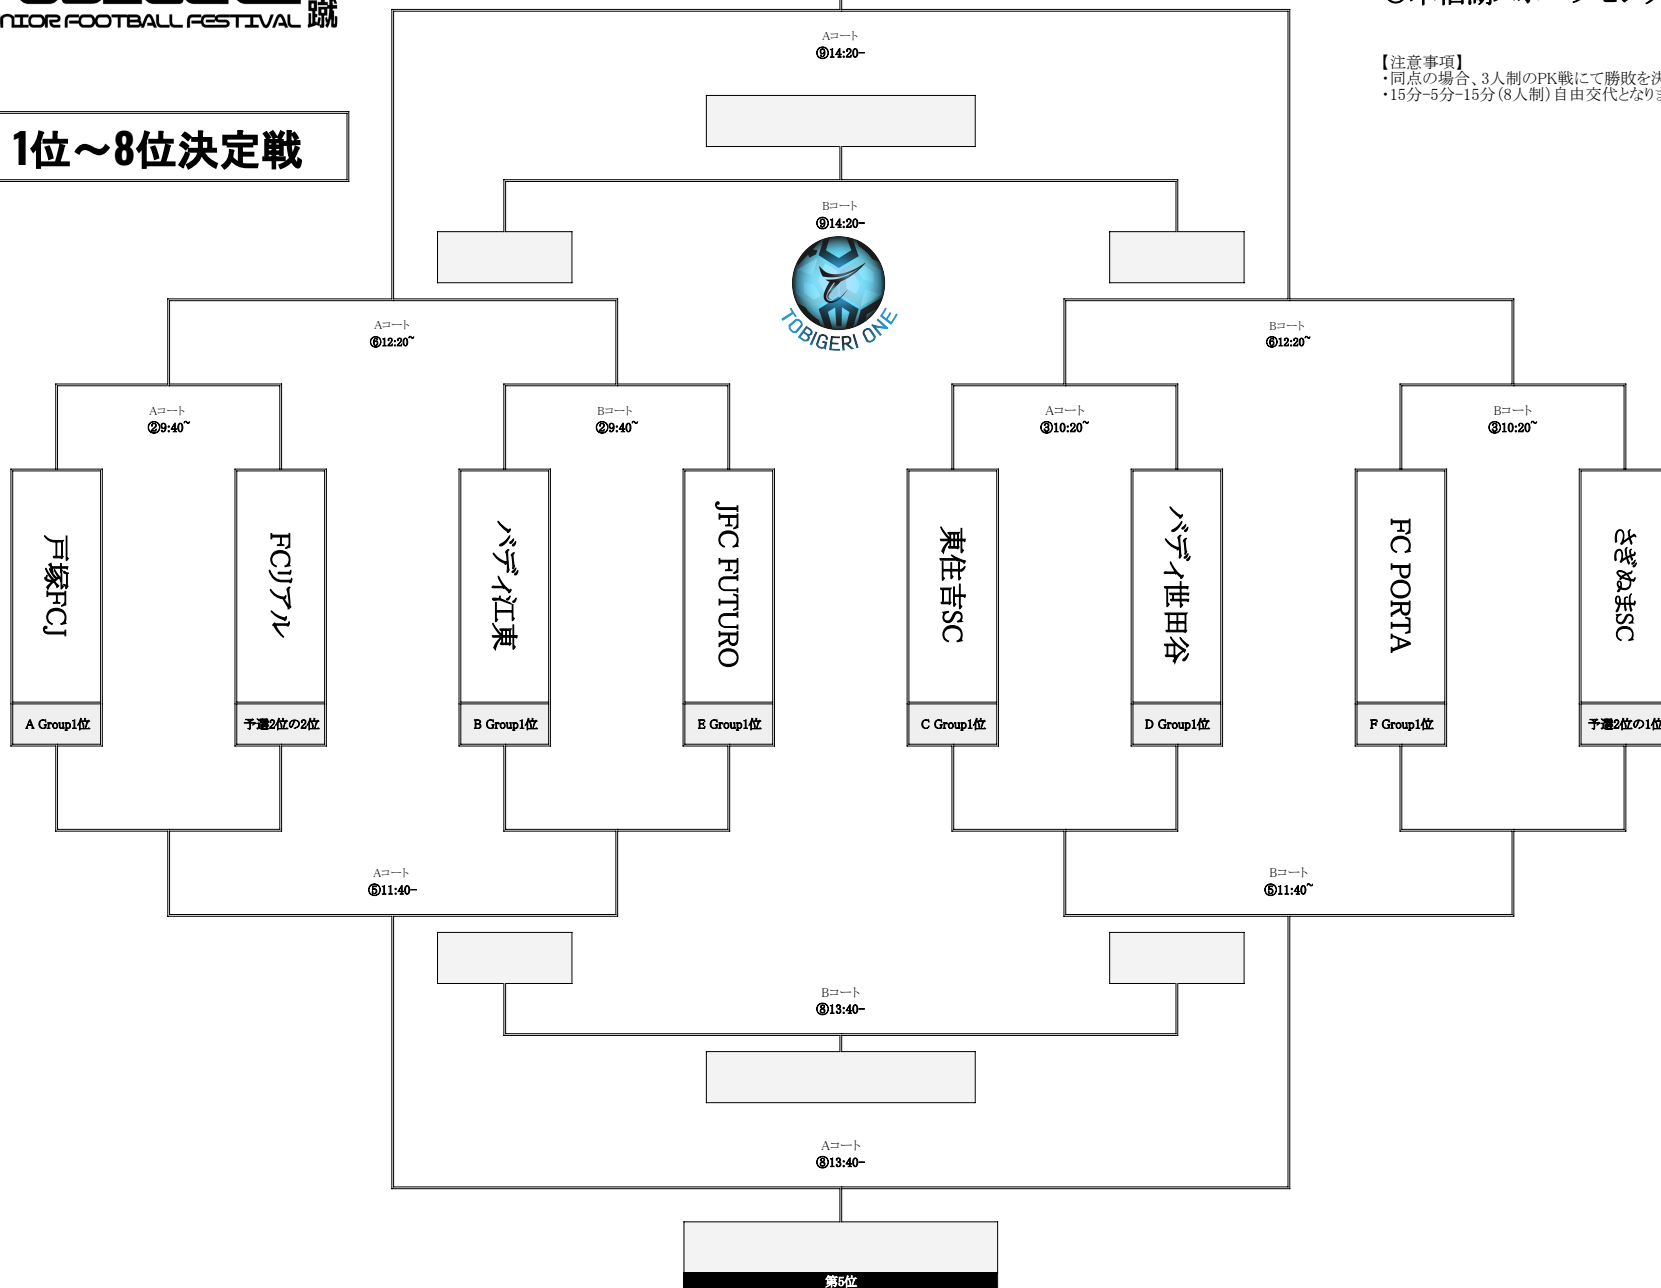 JUNIOR FOOTBALL FESTIVAL 蹴
Aコート
⑨14:20-
【注意事項】
・同点の場合、3人制のPK戦にて勝敗を決
・15分-5分-15分(8人制)自由交代となりま
1位～8位決定戦
Bコート
⑨14:20-
TOBIGERI ONE
Aコート
⑥12:20~
Bコート
⑥12:20~
Aコート
②9:40~
Bコート
②9:40~
Aコート
③10:20~
Bコート
③10:20~
戸塚FCJ
FCリアル
バディ江東
JFC FUTURO
東住吉SC
バディ世田谷
FC PORTA
さぎぬまSC
A Group1位
予選2位の2位
B Group1位
E Group1位
C Group1位
D Group1位
F Group1位
予選2位の1位
Aコート
⑤11:40-
Bコート
⑤11:40~
Bコート
⑧13:40-
Aコート
⑧13:40-
第5位